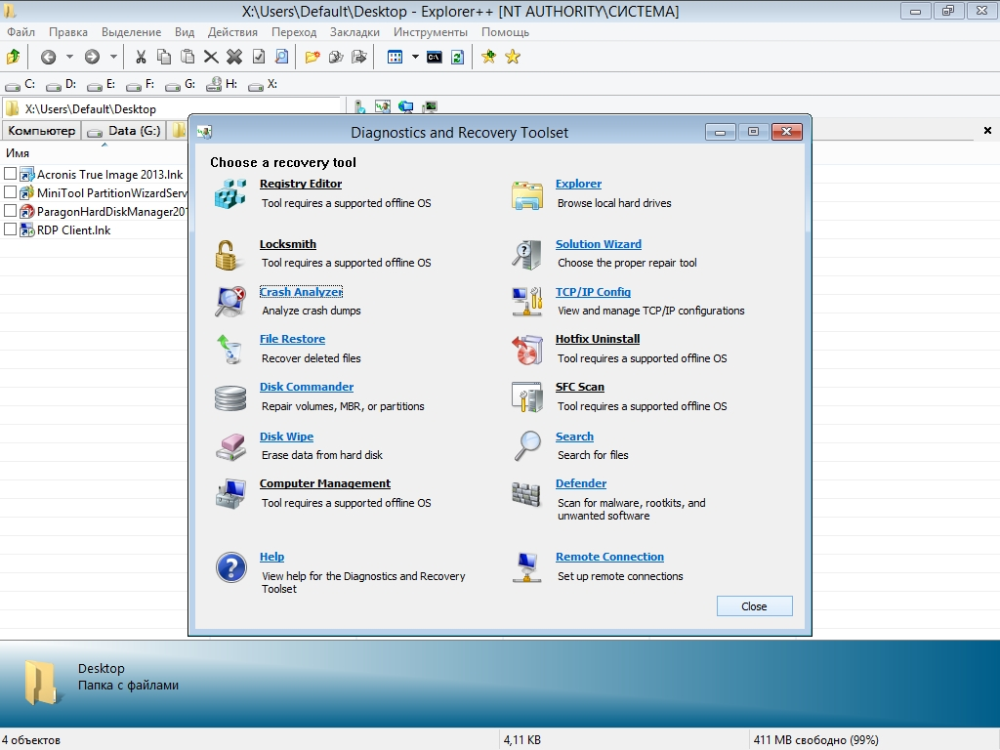 X:\Users\Default\Desktop - Explorer++ [NT AUTHORITY\СИСТЕМА]
Файл Правка Выделение Вид Действия Переход Закладки Инструменты Помощь
C: D: E: F: G: H: X:
X:\Users\Default\Desktop
Компьютер Data (G:)
Имя
Acronis True Image 2013.lnk
MiniTool PartitionWizardServ
ParagonHardDiskManager201
RDP Client.lnk
Diagnostics and Recovery Toolset
Choose a recovery tool
Registry Editor
Tool requires a supported offline OS
Explorer
Browse local hard drives
Locksmith
Tool requires a supported offline OS
Solution Wizard
Choose the proper repair tool
Crash Analyzer
Analyze crash dumps
TCP/IP Config
View and manage TCP/IP configurations
File Restore
Recover deleted files
Hotfix Uninstall
Tool requires a supported offline OS
Disk Commander
Repair volumes, MBR, or partitions
SFC Scan
Tool requires a supported offline OS
Disk Wipe
Erase data from hard disk
Search
Search for files
Computer Management
Tool requires a supported offline OS
Defender
Scan for malware, rootkits, and
unwanted software
Help
View help for the Diagnostics and Recovery
Toolset
Remote Connection
Set up remote connections
Close
Desktop
Папка с файлами
4 объектов
4,11 KB
411 MB свободно (99%)